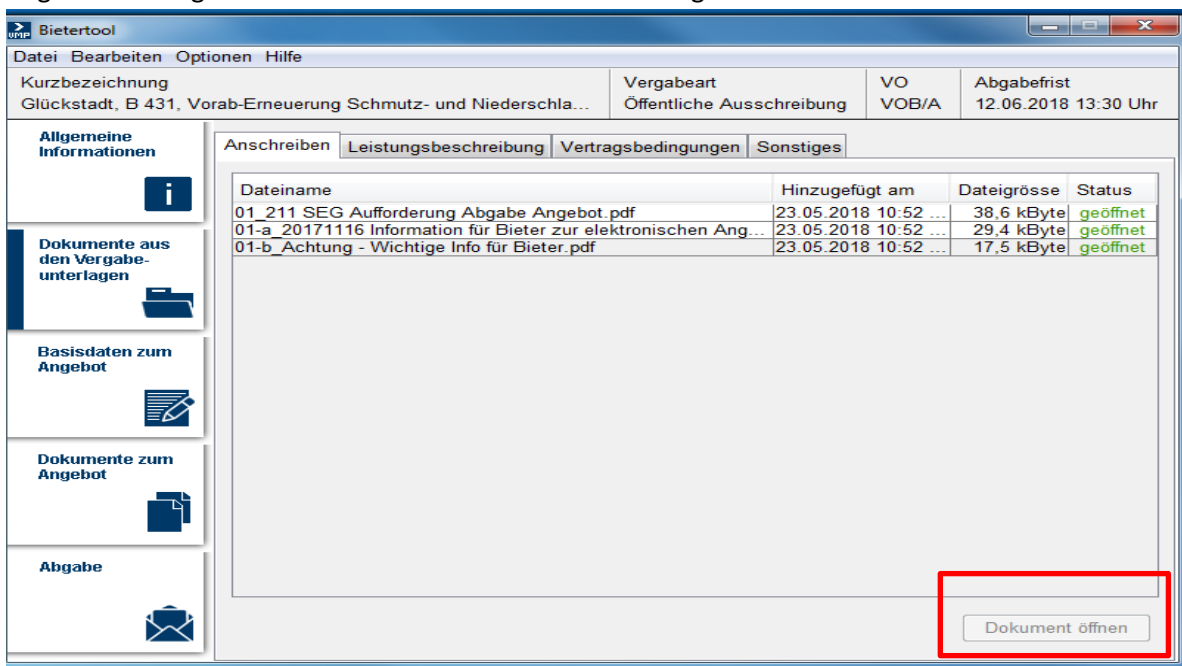 Bietertool
Datei Bearbeiten Optionen Hilfe
Kurzbezeichnung Vergabeart VO Abgabefrist
Glückstadt, B 431, Vorab-Erneuerung Schmutz- und Niederschla... Öffentliche Ausschreibung VOB/A 12.06.2018 13:30 Uhr
Allgemeine
Informationen
Dokumente aus
den Vergabe-
unterlagen
Basisdaten zum
Angebot
Dokumente zum
Angebot
Abgabe
Anschreiben Leistungsbeschreibung Vertragsbedingungen Sonstiges
Dateiname Hinzugefügt am Dateigrösse Status
01_211 SEG Aufforderung Abgabe Angebot.pdf 23.05.2018 10:52 ... 38,6 kByte geöffnet
01-a_20171116 Information für Bieter zur elektronischen Ang... 23.05.2018 10:52 ... 29,4 kByte geöffnet
01-b_Achtung - Wichtige Info für Bieter.pdf 23.05.2018 10:52 ... 17,5 kByte geöffnet
Dokument öffnen